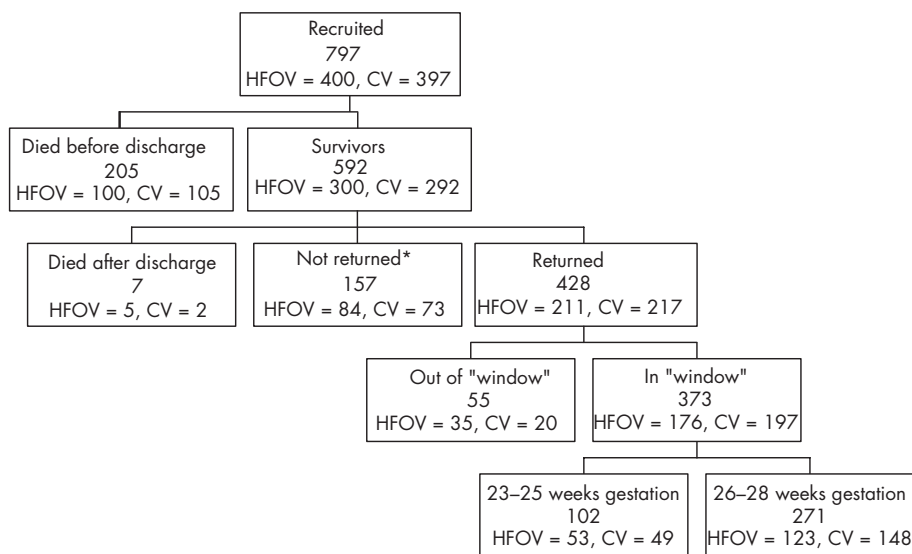 Recruited
797
HFOV = 400, CV = 397
Died before discharge
205
HFOV = 100, CV = 105
Survivors
592
HFOV = 300, CV = 292
Died after discharge
7
HFOV = 5, CV = 2
Not returned*
157
HFOV = 84, CV = 73
Returned
428
HFOV = 211, CV = 217
Out of "window"
55
HFOV = 35, CV = 20
In "window"
373
HFOV = 176, CV = 197
23–25 weeks gestation
102
HFOV = 53, CV = 49
26–28 weeks gestation
271
HFOV = 123, CV = 148